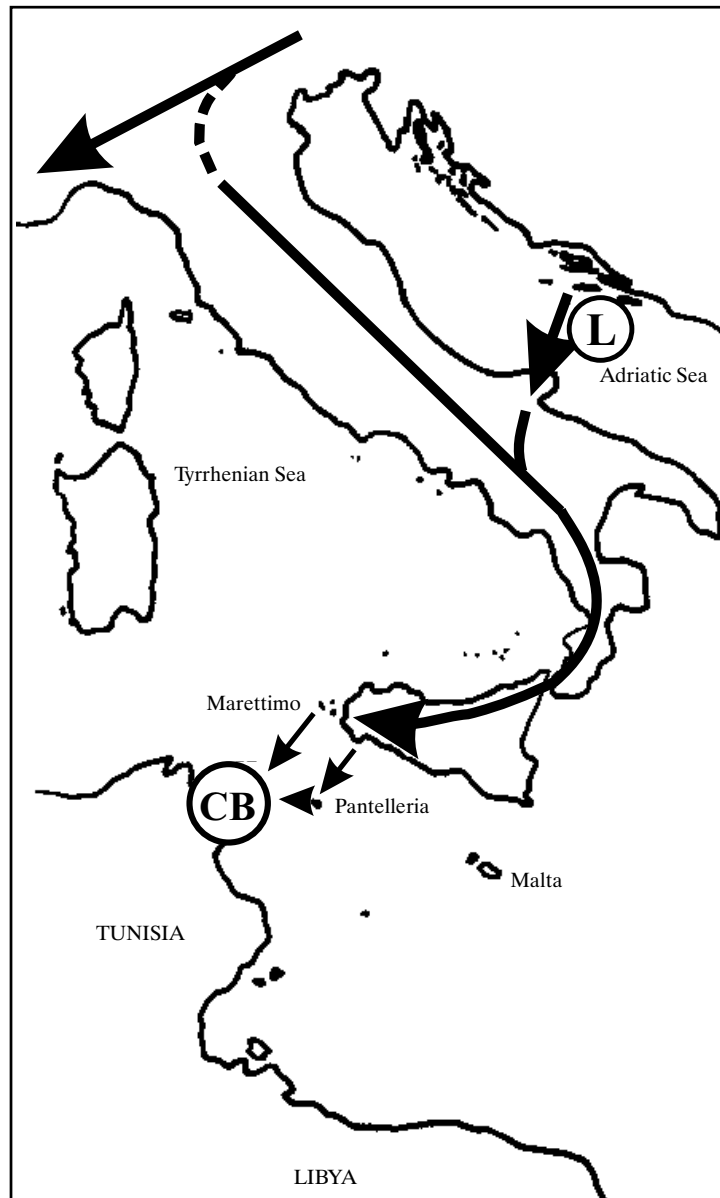 L
Adriatic Sea
Tyrrhenian Sea
Marettimo
CB
Pantelleria
Malta
TUNISIA
LIBYA